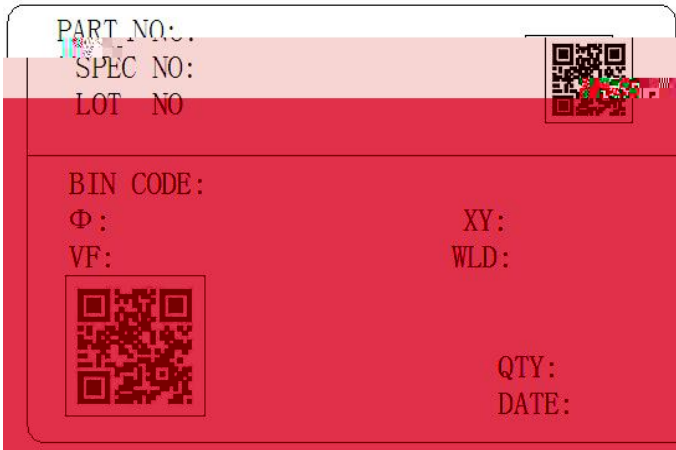 PART NO:
SPEC NO:
LOT NO
BIN CODE:
Φ: XY:
VF: WLD:
QTY:
DATE: